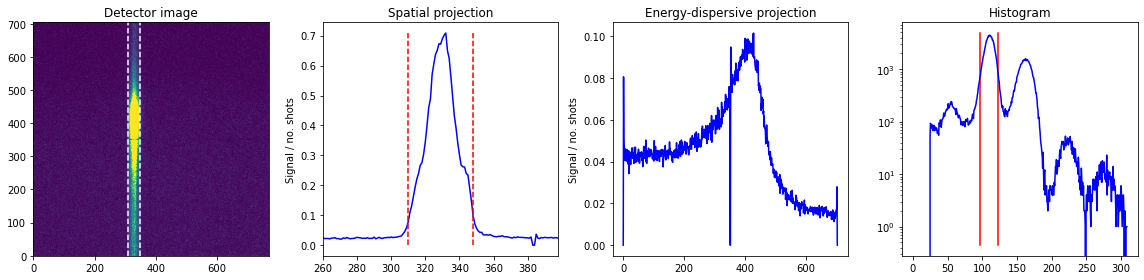 Detector image
700
600
500
400
300
200
100
0
0 200 400 600
Spatial projection
Signal / no. shots
0.7
0.6
0.5
0.4
0.3
0.2
0.1
0.0
260 280 300 320 340 360 380
Energy-dispersive projection
Signal / no. shots
0.10
0.08
0.06
0.04
0.02
0.00
0 200 400 600
Histogram
10³
10²
10¹
10⁰
0 50 100 150 200 250 300